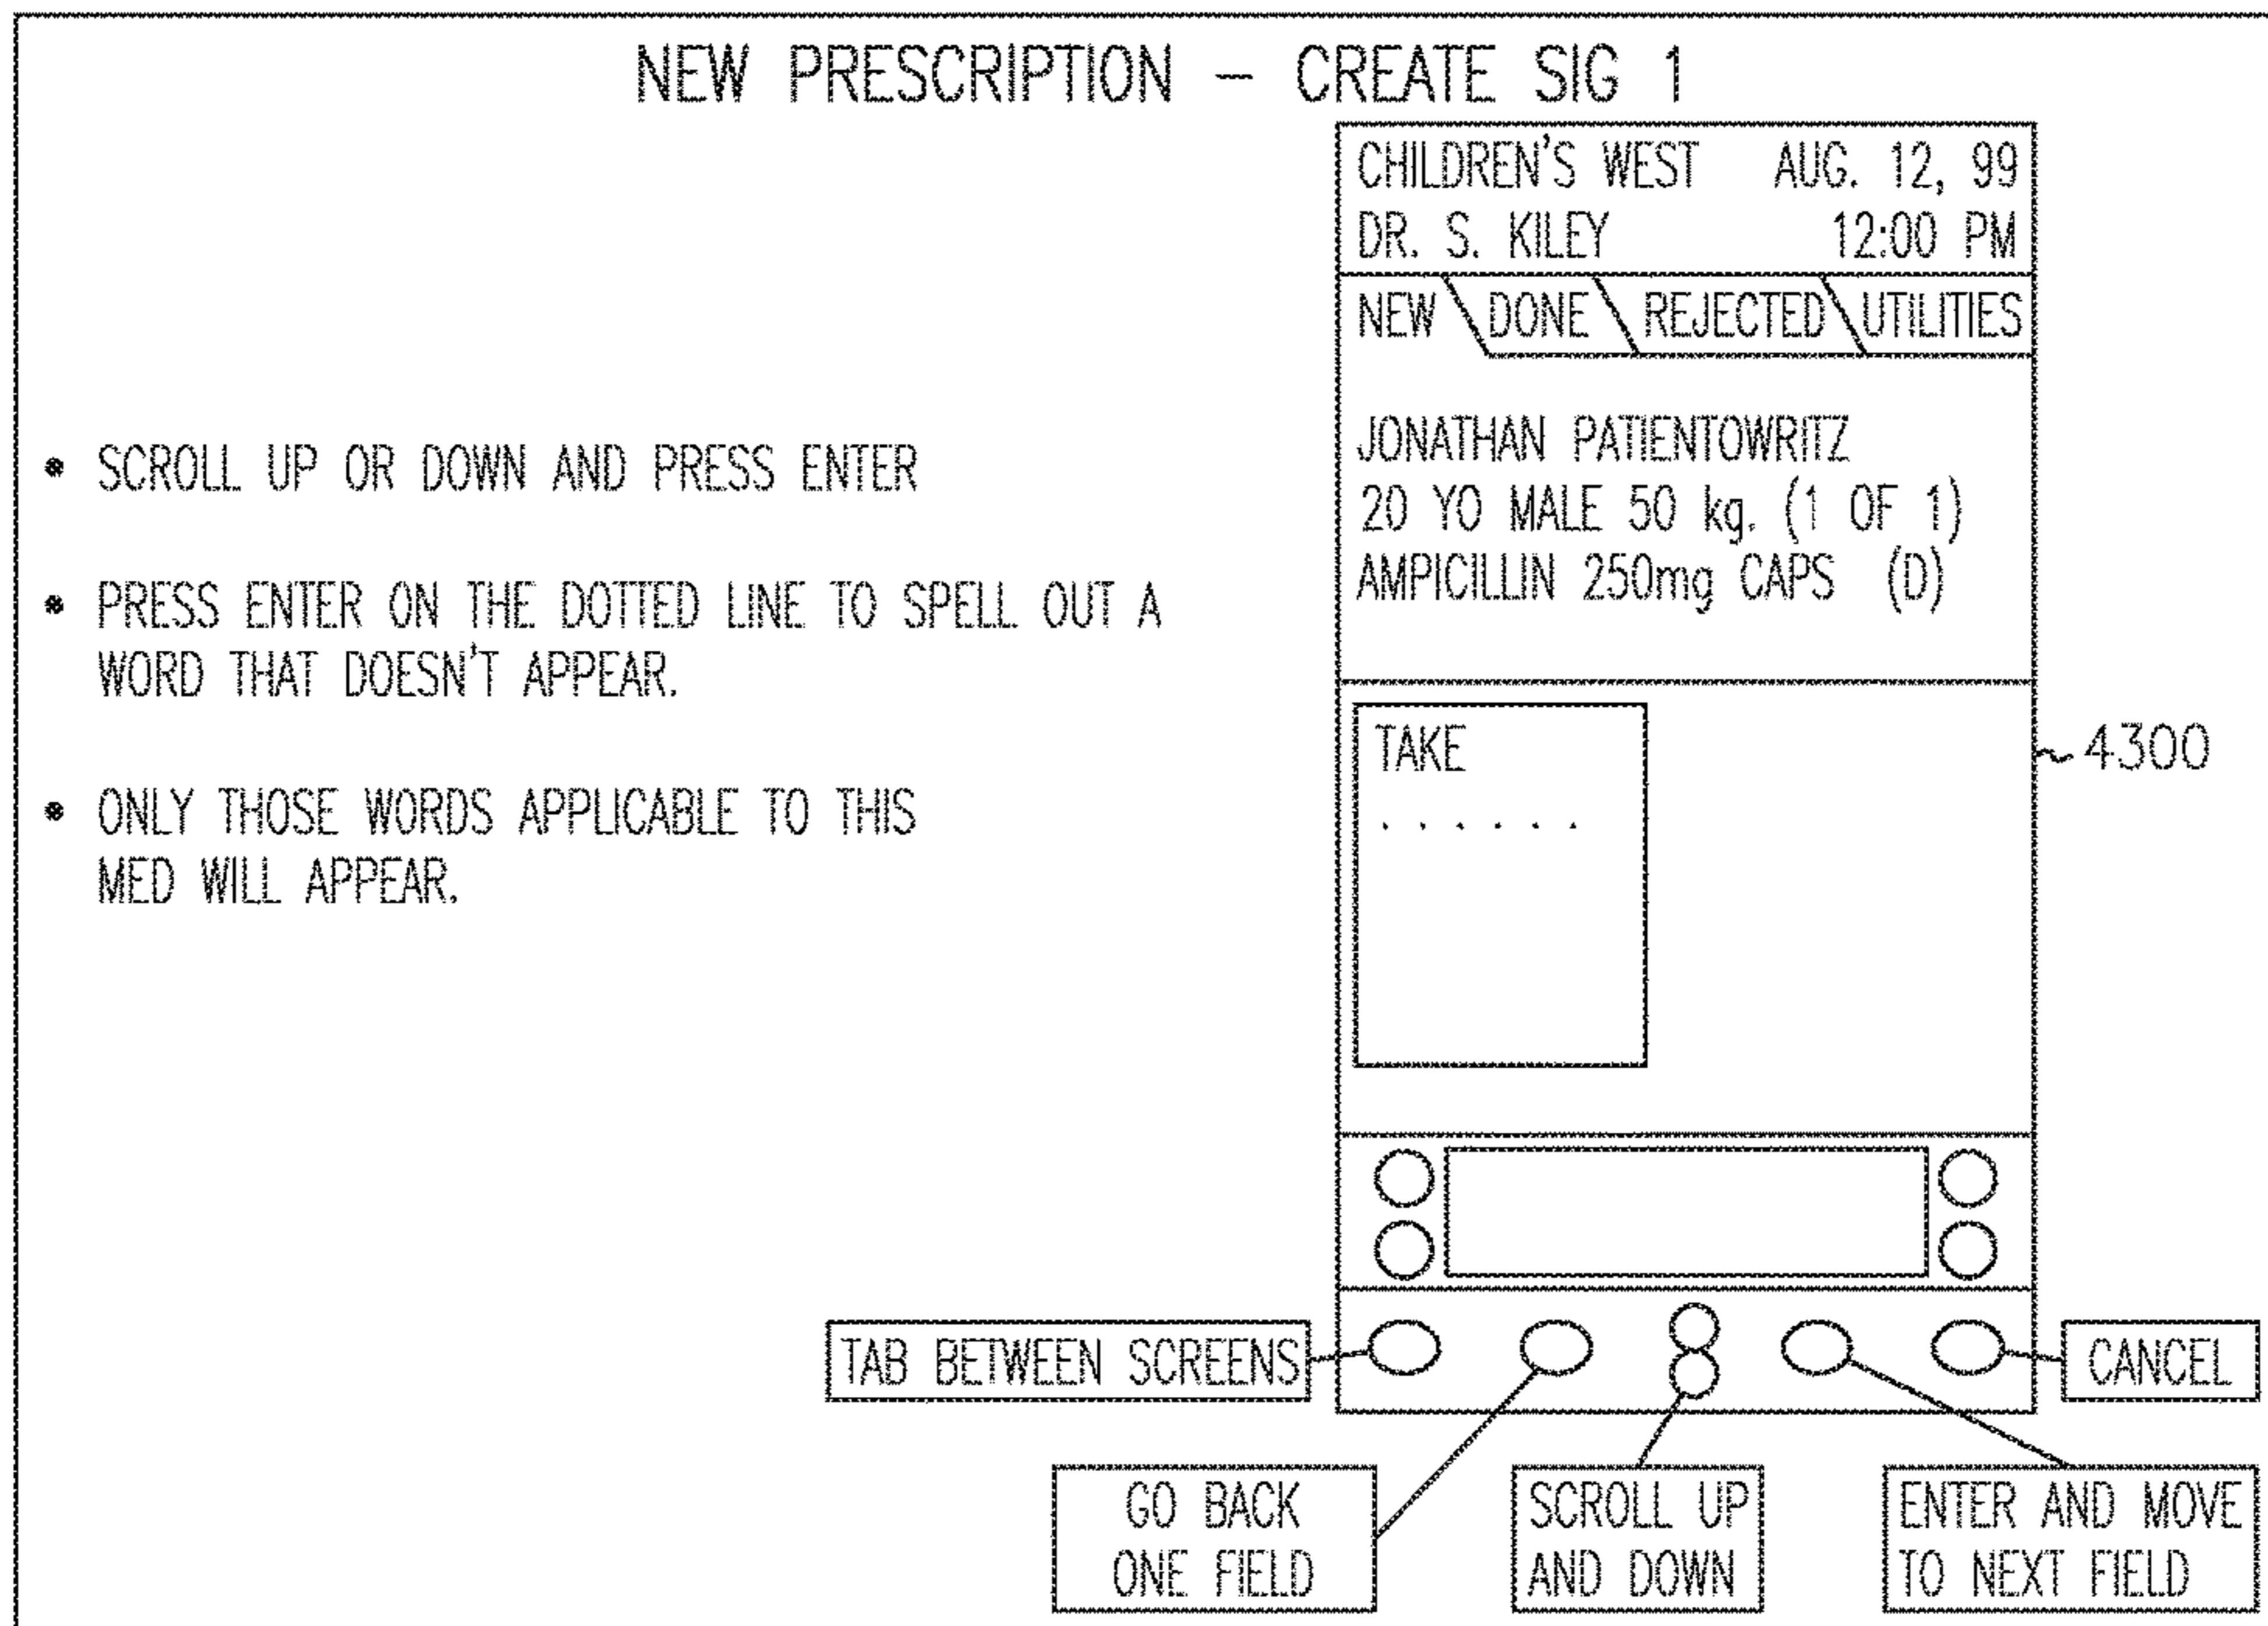 NEW PRESCRIPTION – CREATE SIG 1
• SCROLL UP OR DOWN AND PRESS ENTER
• PRESS ENTER ON THE DOTTED LINE TO SPELL OUT A
WORD THAT DOESN'T APPEAR.
• ONLY THOSE WORDS APPLICABLE TO THIS
MED WILL APPEAR.
CHILDREN'S WEST AUG. 12, 99
DR. S. KILEY 12:00 PM
NEW DONE REJECTED UTILITIES
JONATHAN PATIENTOWRITZ
20 YO MALE 50 kg. (1 OF 1)
AMPICILLIN 250mg CAPS (D)
TAKE
. . . . . .
4300
TAB BETWEEN SCREENS
CANCEL
GO BACK
ONE FIELD
SCROLL UP
AND DOWN
ENTER AND MOVE
TO NEXT FIELD